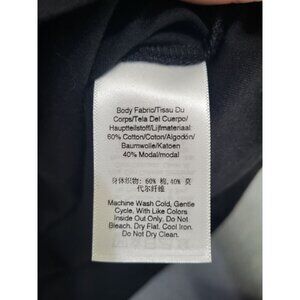 Body Fabric/Tissu Du
Corps/Tela Del Cuerpo/
Hauptteilstoff/Lijfmateriaal:
60% Cotton/Coton/Algodón/
Baumwolle/Katoen
40% Modal/modal
身体织物: 60% 棉, 40% 莫
代尔纤维
Machine Wash Cold, Gentle
Cycle, With Like Colors
Inside Out Only. Do Not
Bleach. Dry Flat. Cool Iron.
Do Not Dry Clean.